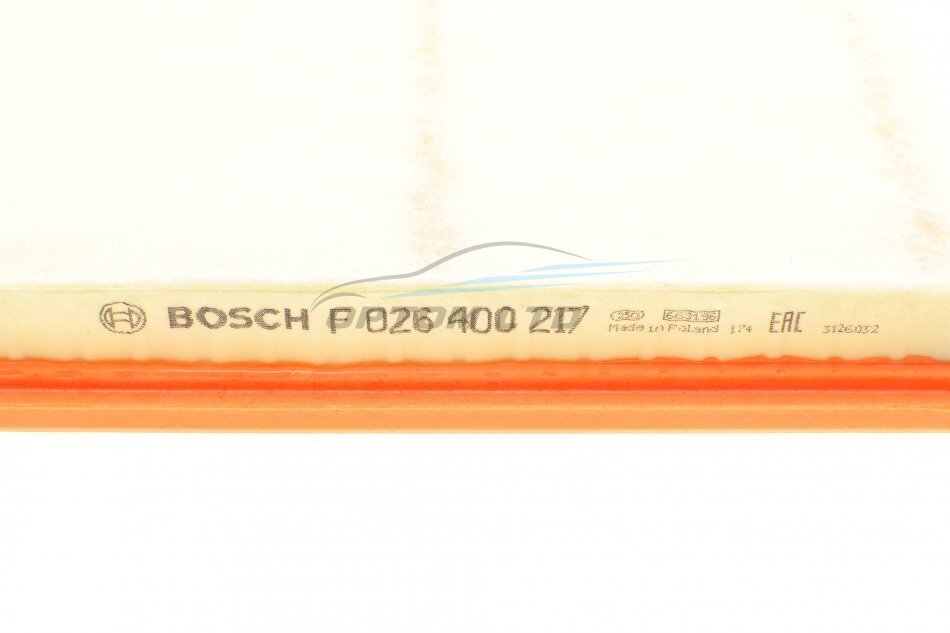 BOSCH F 026 400 217
Made in Poland 174 EAC 3126032